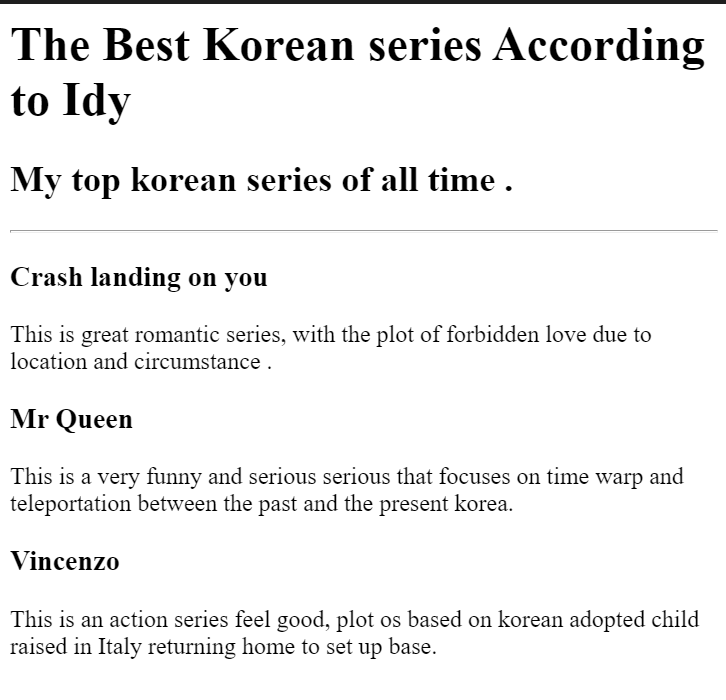 The Best Korean series According
to Idy
My top korean series of all time .
Crash landing on you
This is great romantic series, with the plot of forbidden love due to
location and circumstance .
Mr Queen
This is a very funny and serious serious that focuses on time warp and
teleportation between the past and the present korea.
Vincenzo
This is an action series feel good, plot os based on korean adopted child
raised in Italy returning home to set up base.